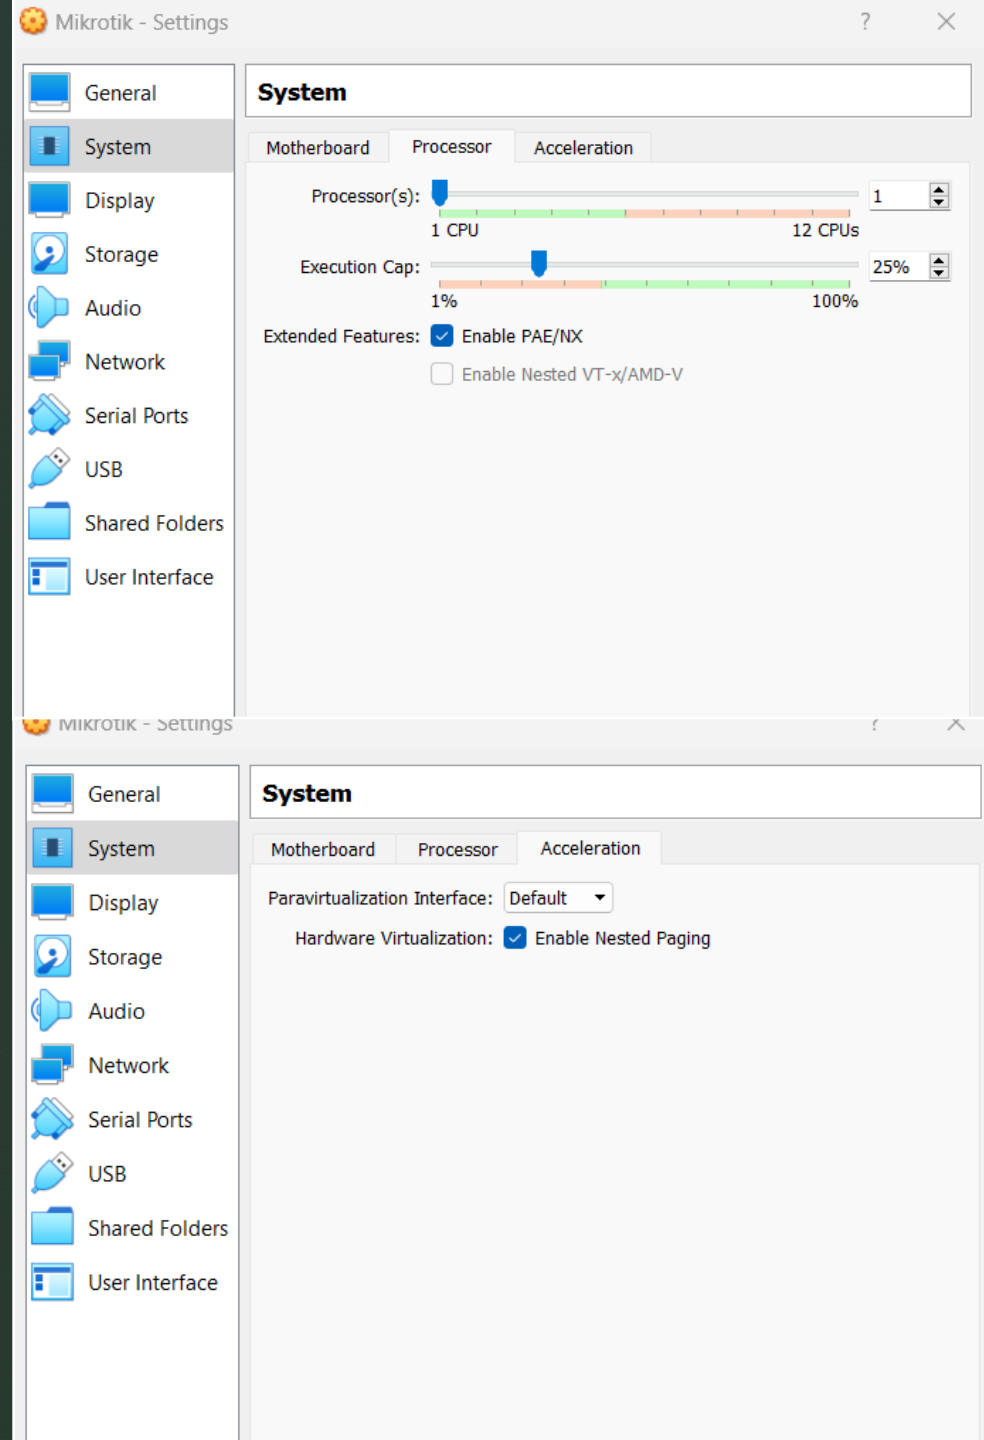 Mikrotik - Settings ?
General
System
Display
Storage
Audio
Network
Serial Ports
USB
Shared Folders
User Interface
System
Motherboard Processor Acceleration
Processor(s): 1
1 CPU 12 CPUs
Execution Cap: 25%
1% 100%
Extended Features: Enable PAE/NX
Enable Nested VT-x/AMD-V
Mikrotik - Settings ?
General
System
Display
Storage
Audio
Network
Serial Ports
USB
Shared Folders
User Interface
System
Motherboard Processor Acceleration
Paravirtualization Interface: Default
Hardware Virtualization: Enable Nested Paging